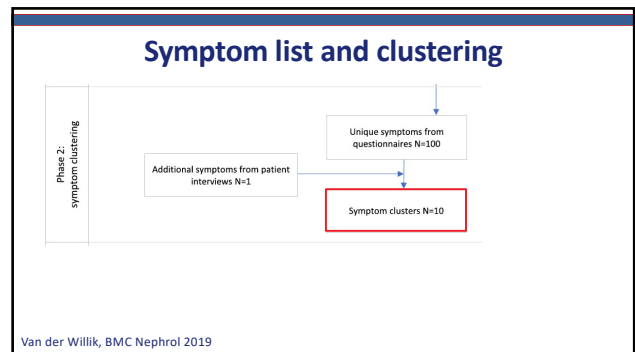 Symptom list and clustering
Phase 2:
symptom clustering
Unique symptoms from
questionnaires N=100
Additional symptoms from patient
interviews N=1
Symptom clusters N=10
Van der Willik, BMC Nephrol 2019